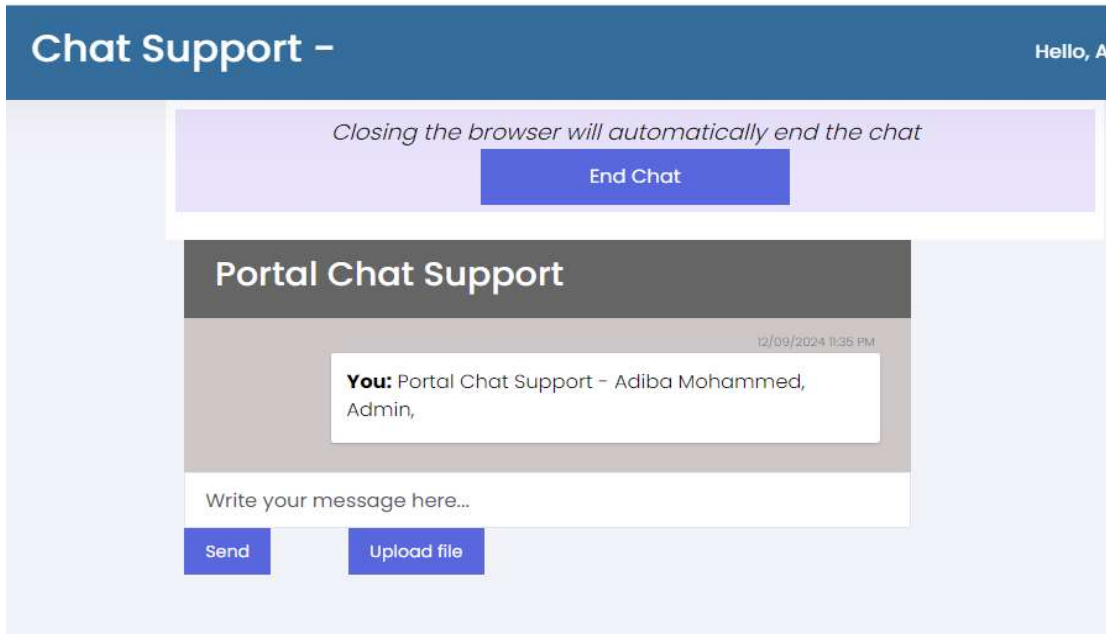 Chat Support -
Hello, A
Closing the browser will automatically end the chat
End Chat
Portal Chat Support
12/09/2024 11:35 PM
You: Portal Chat Support - Adiba Mohammed,
Admin,
Write your message here...
Send
Upload file